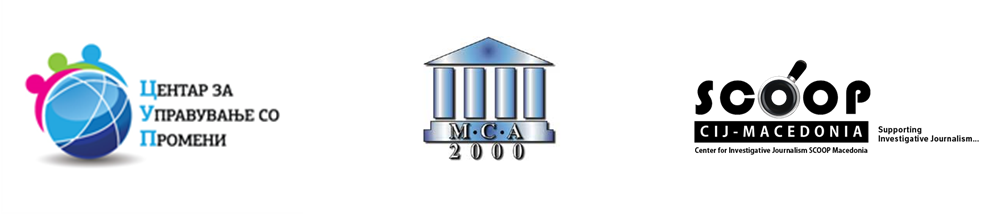 ЦЕНТАР ЗА
УПРАВУВАЊЕ СО
ПРОМЕНИ
M·C·A
2000
SCOOP
CIJ-MACEDONIA
Center for Investigative Journalism SCOOP Macedonia
Supporting
Investigative Journalism...